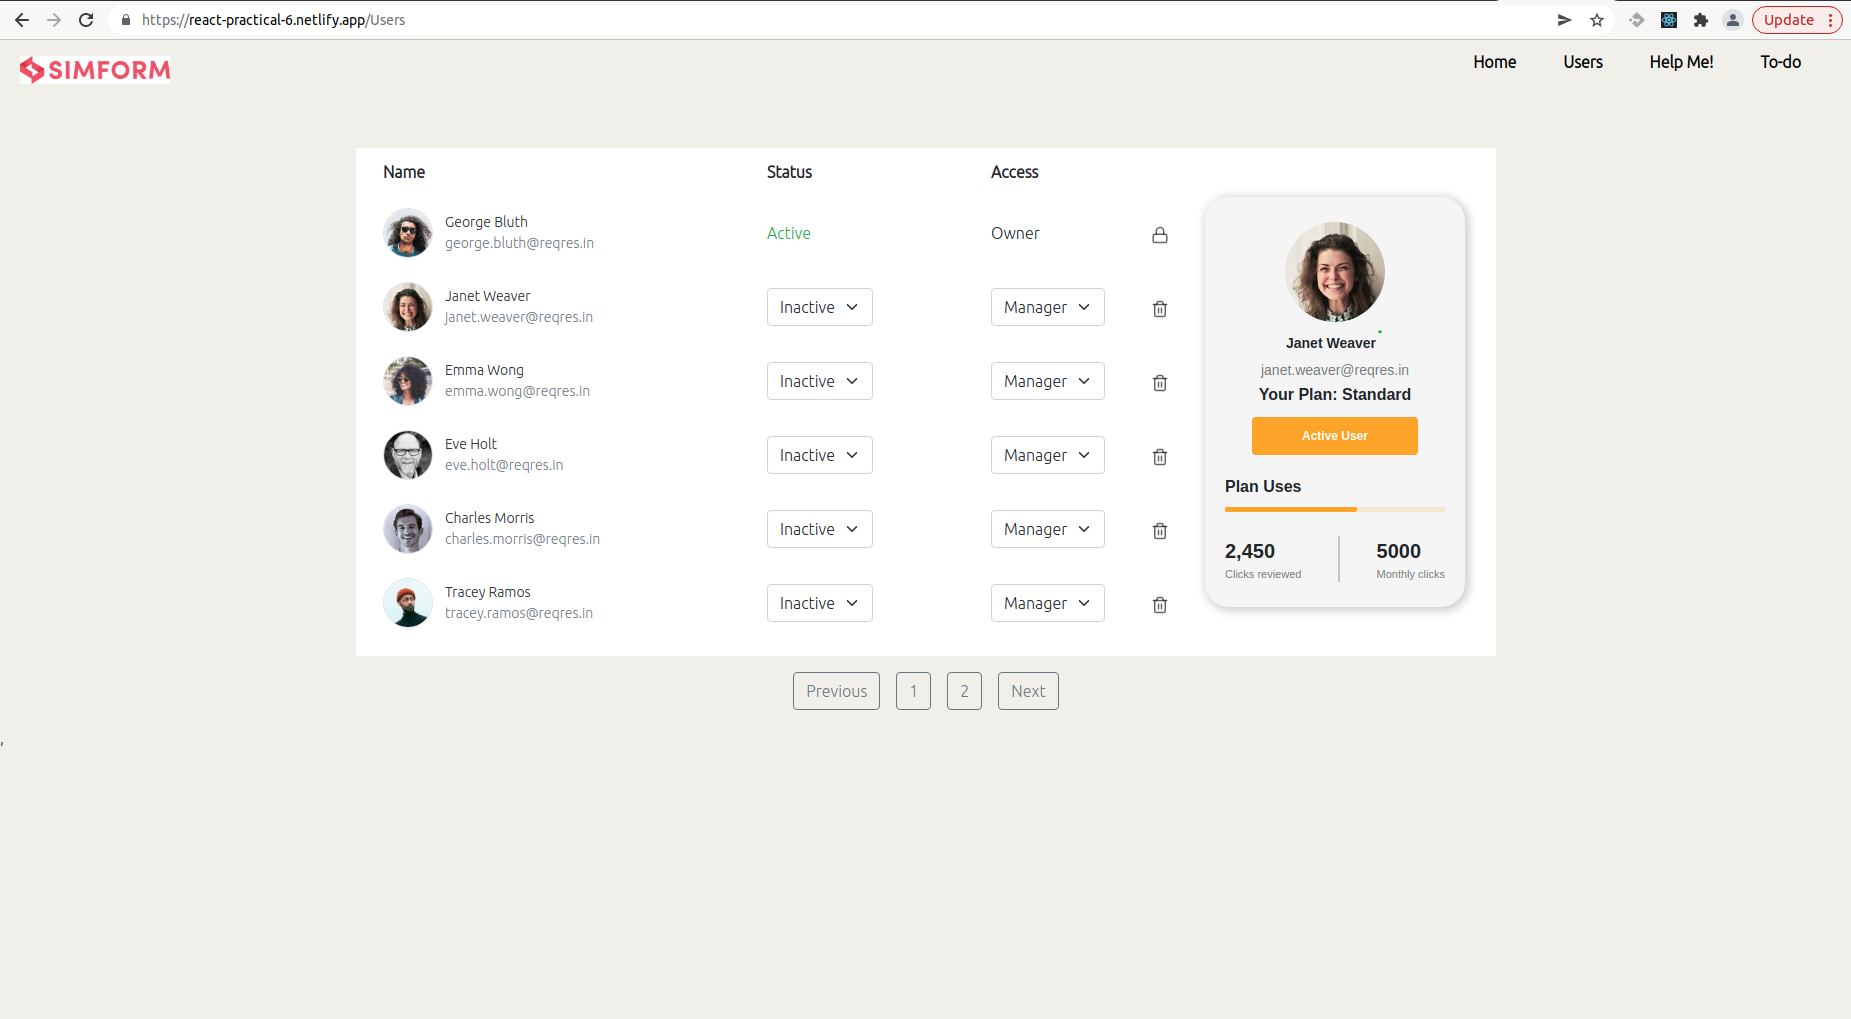 https://react-practical-6.netlify.app/Users
Update
SIMFORM
Home Users Help Me! To-do
Name Status Access
George Bluth
george.bluth@reqres.in
Active Owner
Janet Weaver
janet.weaver@reqres.in
Inactive Manager
Emma Wong
emma.wong@reqres.in
Inactive Manager
Eve Holt
eve.holt@reqres.in
Inactive Manager
Charles Morris
charles.morris@reqres.in
Inactive Manager
Tracey Ramos
tracey.ramos@reqres.in
Inactive Manager
Janet Weaver
janet.weaver@reqres.in
Your Plan: Standard
Active User
Plan Uses
2,450 5000
Clicks reviewed Monthly clicks
Previous 1 2 Next
,